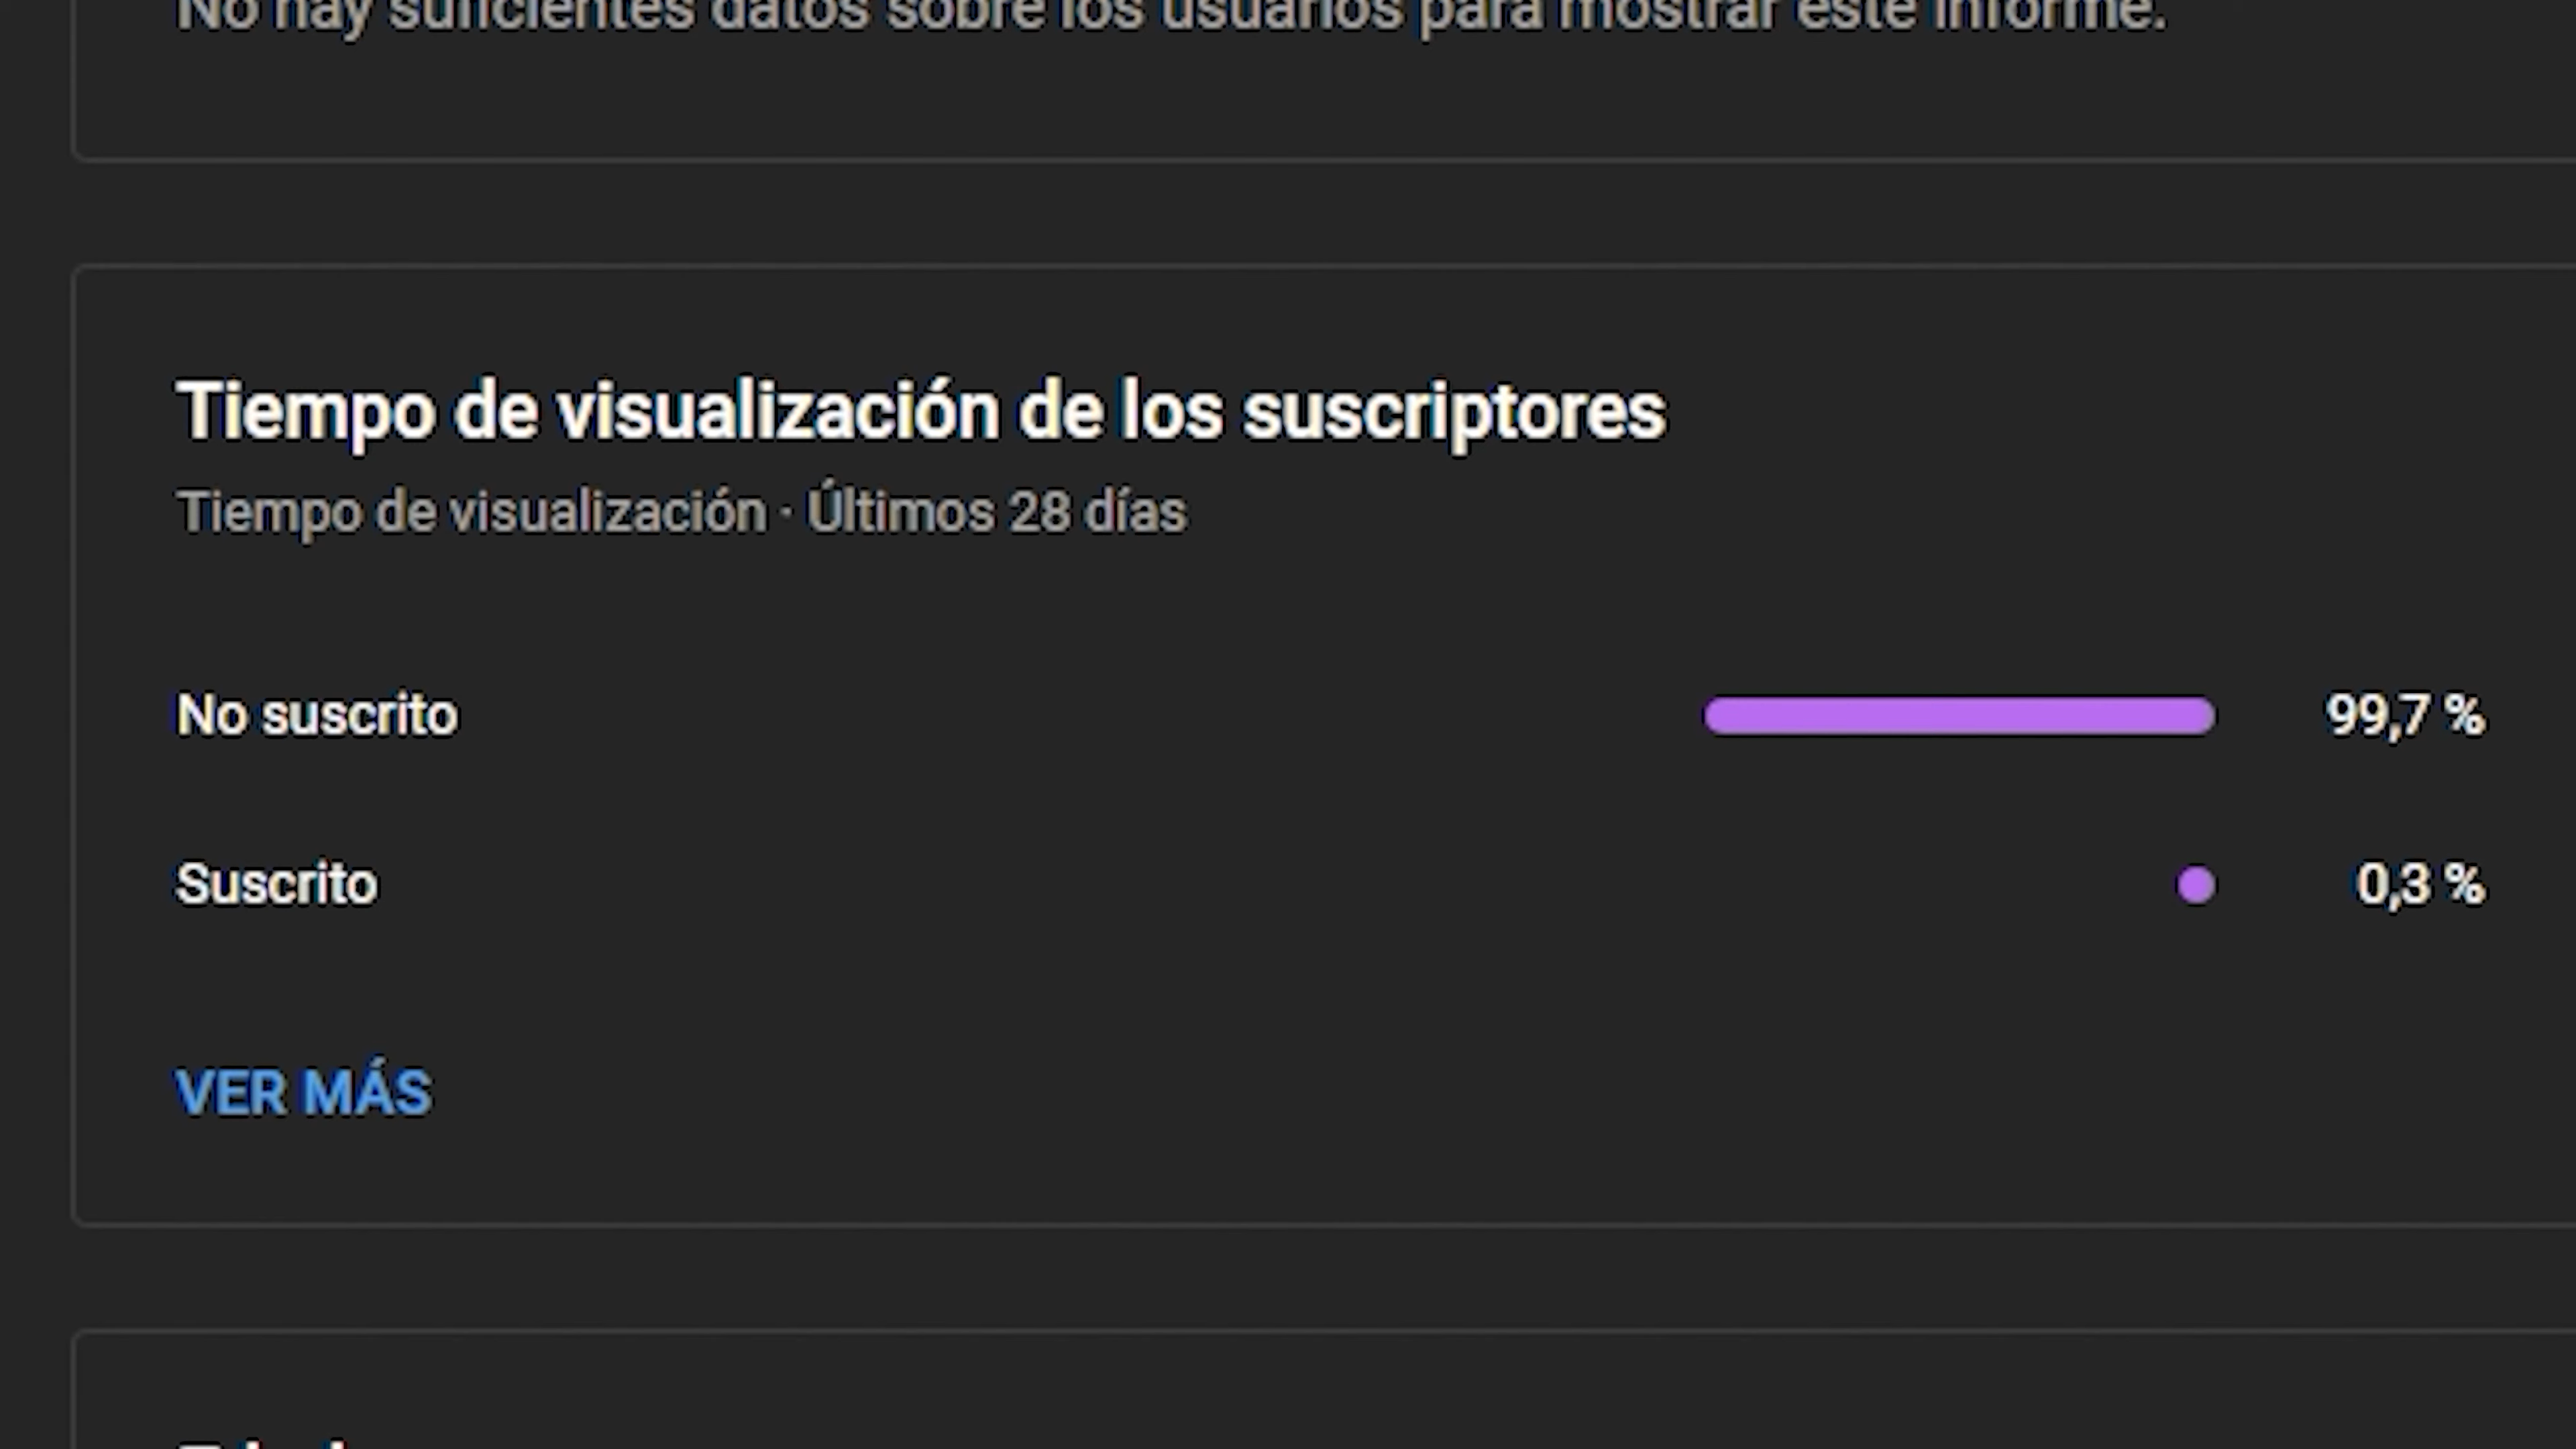 No hay suficientes datos sobre los usuarios para mostrar este informe.
Tiempo de visualización de los suscriptores
Tiempo de visualización · Últimos 28 días
No suscrito 99,7 %
Suscrito 0,3 %
VER MÁS